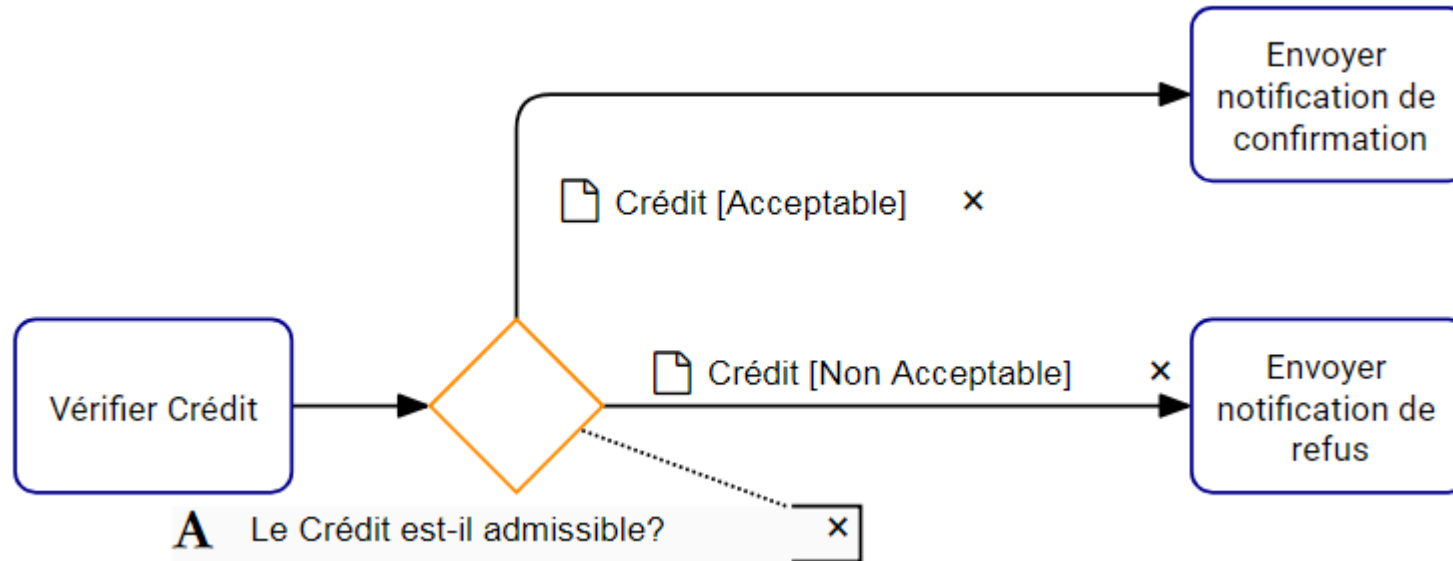 Envoyer
notification de
confirmation
Crédit [Acceptable] ×
Vérifier Crédit
Crédit [Non Acceptable] ×
Envoyer
notification de
refus
A Le Crédit est-il admissible? ×